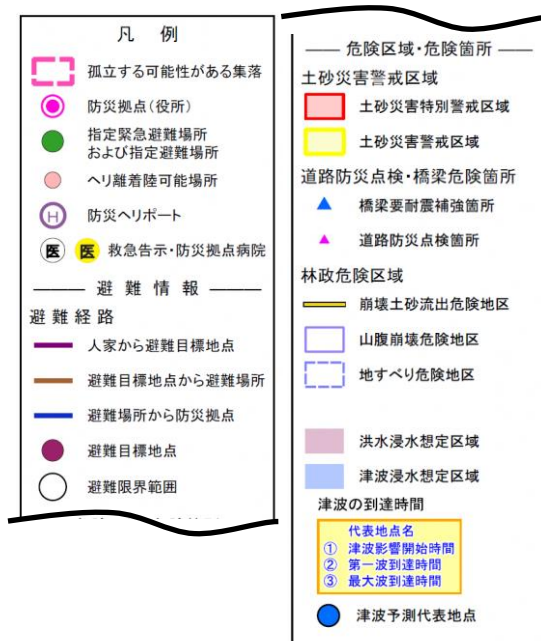 凡 例
孤立する可能性がある集落
防災拠点(役所)
指定緊急避難場所
および指定避難場所
ヘリ離着陸可能場所
H 防災ヘリポート
医 医 救急告示・防災拠点病院
避 難 情 報
避難経路
人家から避難目標地点
避難目標地点から避難場所
避難場所から防災拠点
避難目標地点
避難限界範囲
危険区域・危険箇所
土砂災害警戒区域
土砂災害特別警戒区域
土砂災害警戒区域
道路防災点検・橋梁危険箇所
橋梁要耐震補強箇所
道路防災点検箇所
林政危険区域
崩壊土砂流出危険地区
山腹崩壊危険地区
地すべり危険地区
洪水浸水想定区域
津波浸水想定区域
津波の到達時間
代表地点名
① 津波影響開始時間
② 第一波到達時間
③ 最大波到達時間
津波予測代表地点